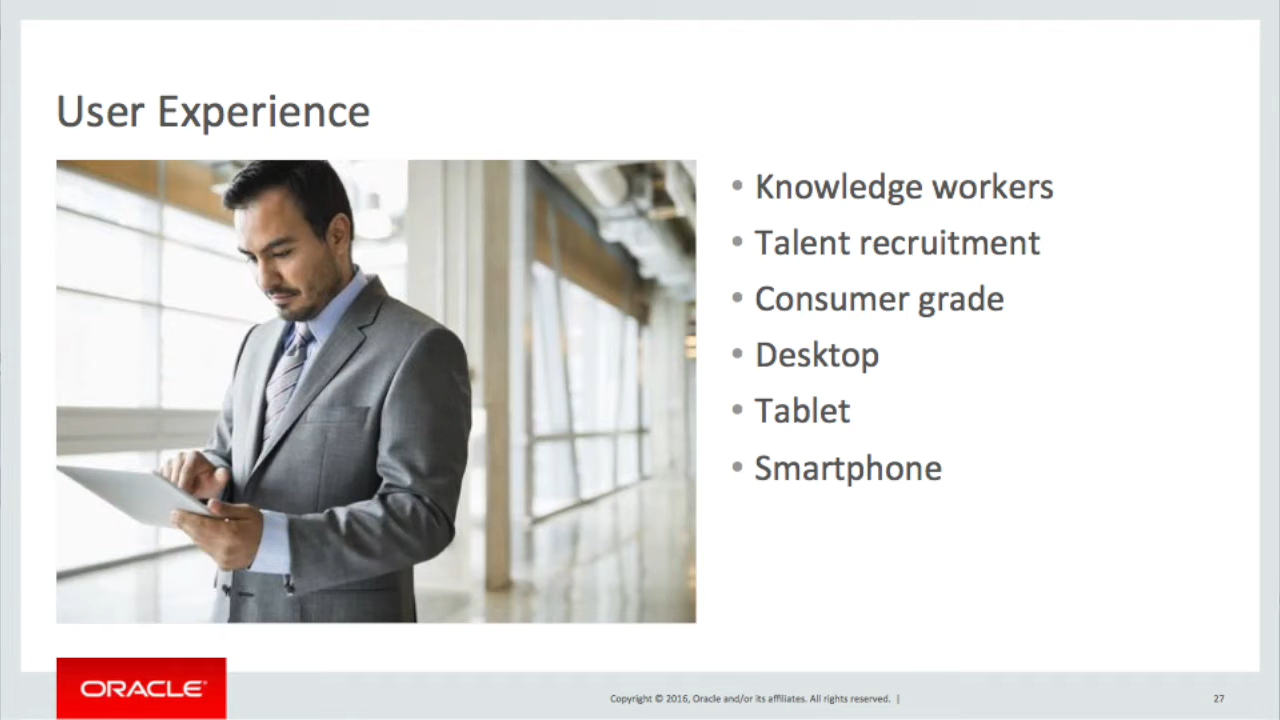 User Experience
• Knowledge workers
• Talent recruitment
• Consumer grade
• Desktop
• Tablet
• Smartphone
ORACLE®
Copyright © 2016, Oracle and/or its affiliates. All rights reserved. |
27